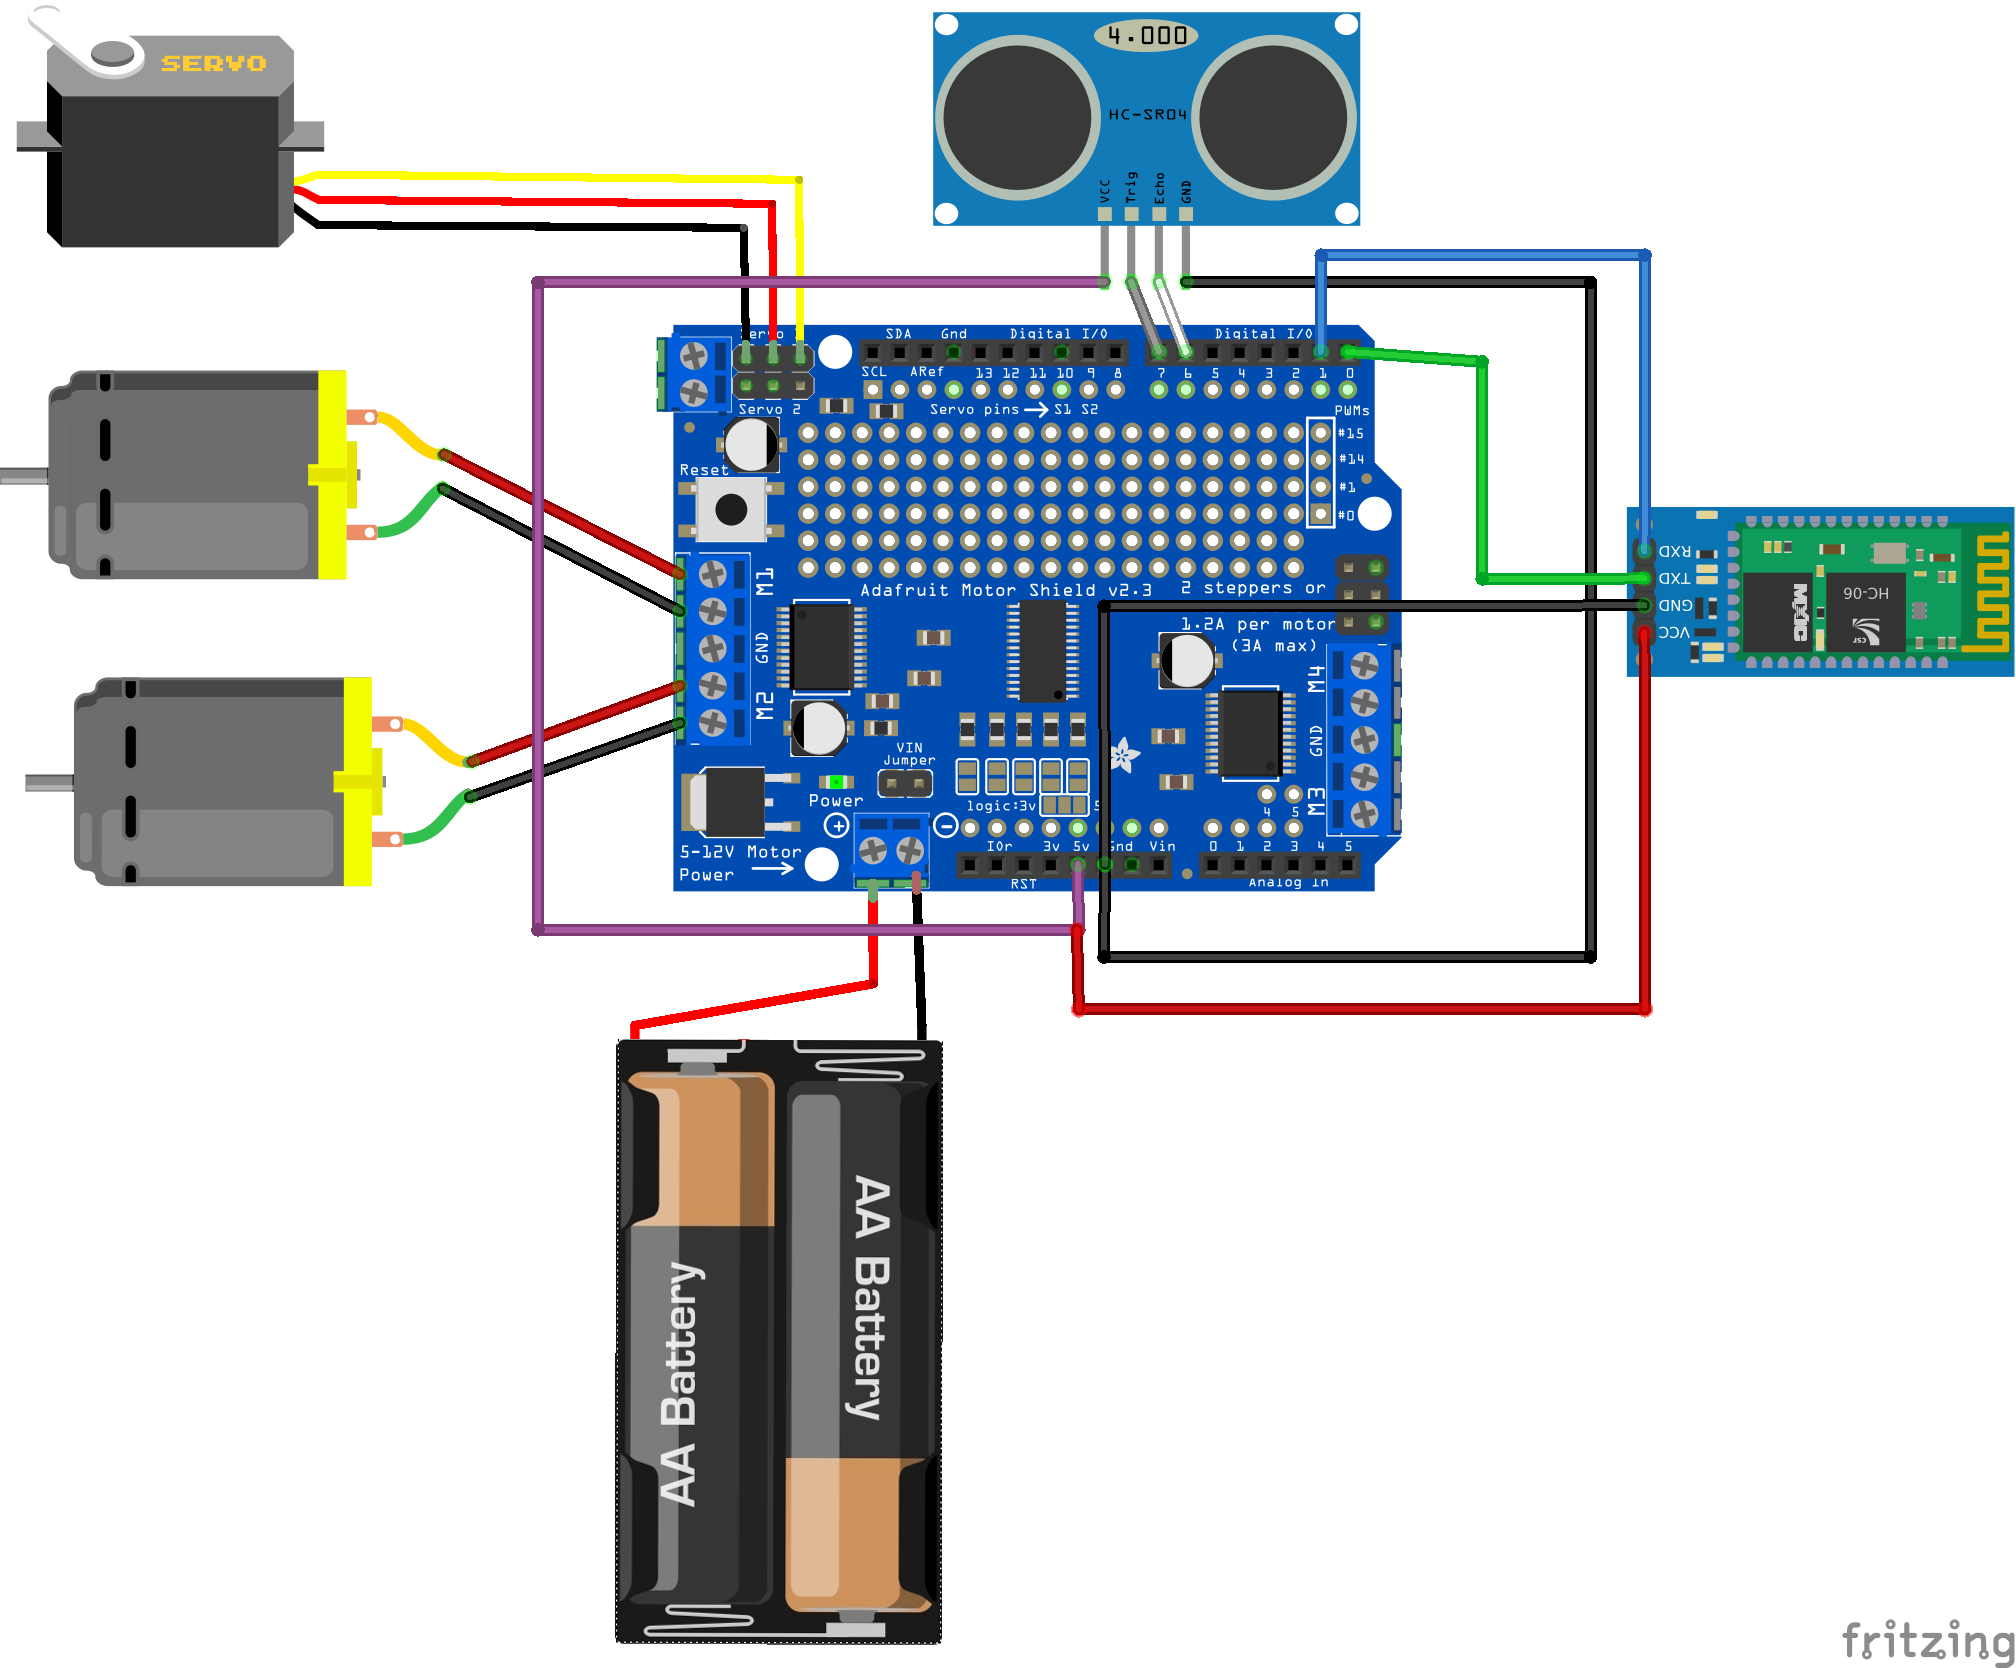 SERVO
4.000
HC-SR04
VCC
Trig
Echo
GND
SDA Gnd Digital I/O Digital I/O
SCL ARef 13 12 11 10 9 8 7 6 5 4 3 2 1 0
Servo 2
Servo pins S1 S2
PWMs
#15
#14
#1
#0
Reset
M1
GND
M2
Adafruit Motor Shield v2.3
2 steppers or
1.2A per motor
(3A max)
RXD
TXD
GND
VCC
HC-06
csr
M4
GND
M3
VIN
Jumper
Power
logic:3v
4 5
5-12V Motor
Power
IOr 3v 5v Gnd Vin 0 1 2 3 4 5
RST
Analog In
AA Battery
AA Battery
fritzing